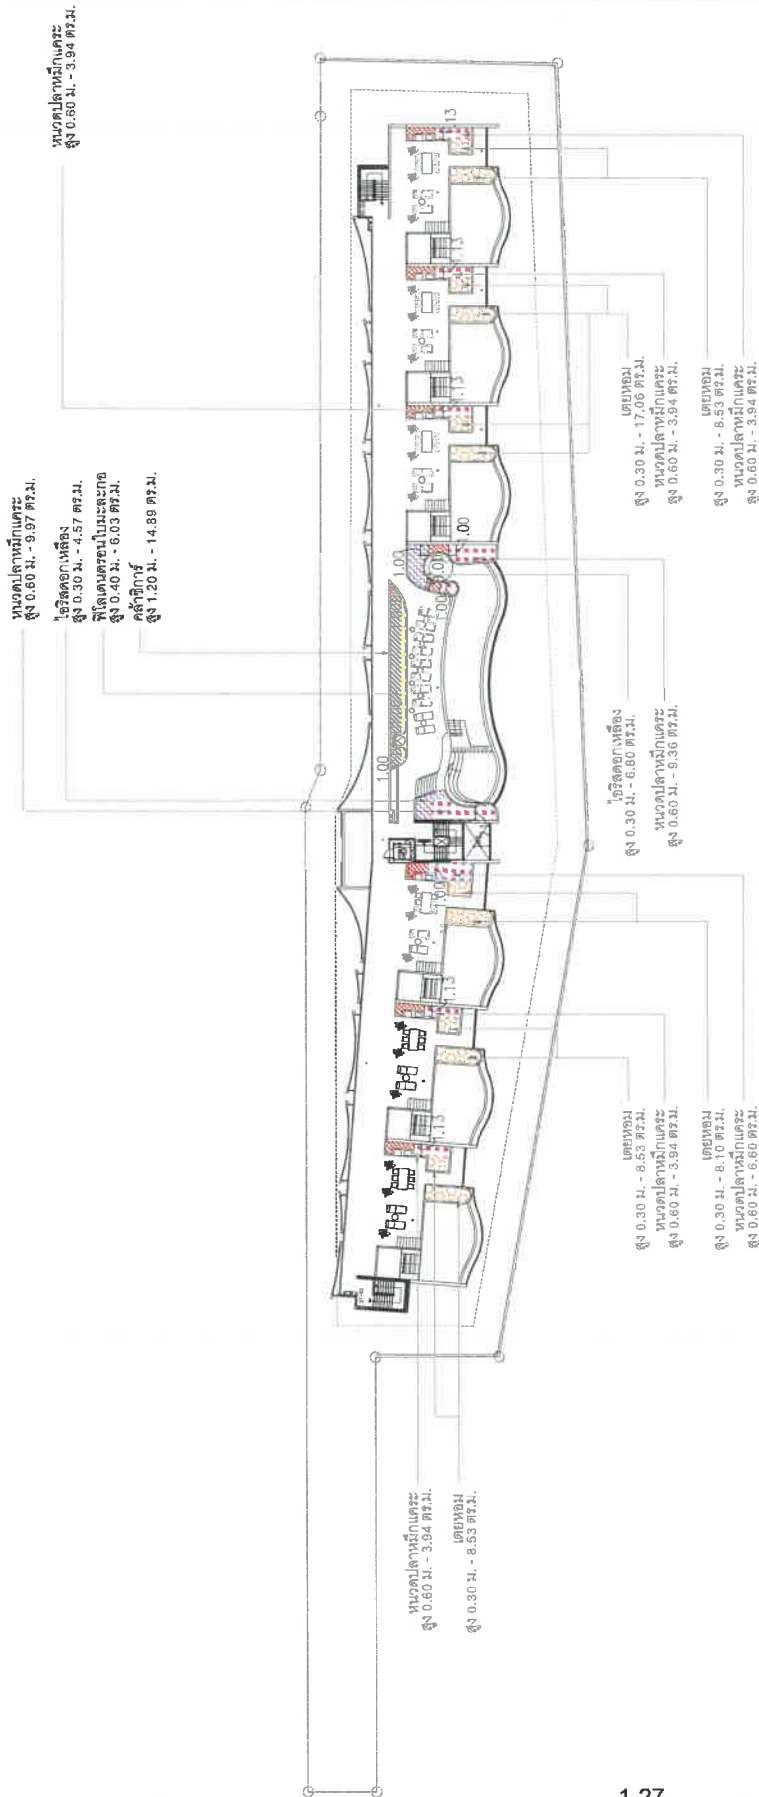 หนวดปลาหมึกแคระ
สูง 0.60 ม. - 3.94 ตร.ม.
หนวดปลาหมึกแคระ
สูง 0.60 ม. - 9.97 ตร.ม.
ไอริสดอกเหลือง
สูง 0.30 ม. - 4.57 ตร.ม.
ฟิโลเดนดรอนใบมะละกอ
สูง 0.40 ม. - 6.03 ตร.ม.
คล้าซิการ์
สูง 1.20 ม. - 14.89 ตร.ม.
เตยหอม
สูง 0.30 ม. - 17.06 ตร.ม.
หนวดปลาหมึกแคระ
สูง 0.60 ม. - 3.94 ตร.ม.
เตยหอม
สูง 0.30 ม. - 8.53 ตร.ม.
หนวดปลาหมึกแคระ
สูง 0.60 ม. - 3.94 ตร.ม.
ไอริสดอกเหลือง
สูง 0.30 ม. - 6.80 ตร.ม.
หนวดปลาหมึกแคระ
สูง 0.60 ม. - 9.36 ตร.ม.
เตยหอม
สูง 0.30 ม. - 8.53 ตร.ม.
หนวดปลาหมึกแคระ
สูง 0.60 ม. - 3.94 ตร.ม.
เตยหอม
สูง 0.30 ม. - 8.10 ตร.ม.
หนวดปลาหมึกแคระ
สูง 0.60 ม. - 6.60 ตร.ม.
หนวดปลาหมึกแคระ
สูง 0.60 ม. - 3.94 ตร.ม.
เตยหอม
สูง 0.30 ม. - 8.53 ตร.ม.
13
1.13
1.00
1.00
1.00
1.00
1.00
1.13
1.13
1-27